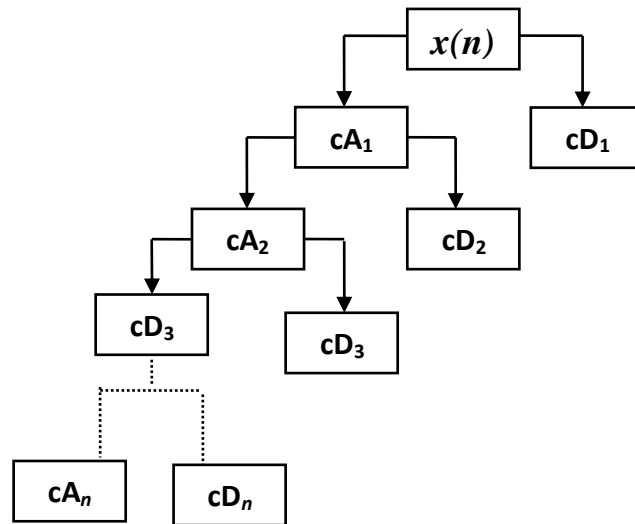 x(n)
cA₁
cD₁
cA₂
cD₂
cD₃
cD₃
cAₙ
cDₙ